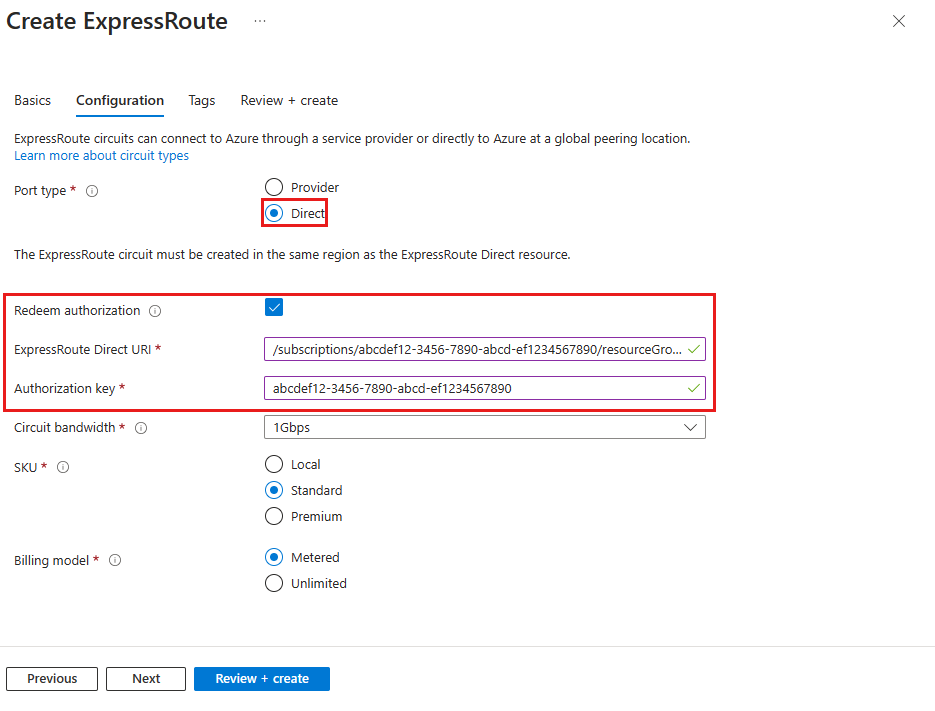 Create ExpressRoute ...
Basics Configuration Tags Review + create
ExpressRoute circuits can connect to Azure through a service provider or directly to Azure at a global peering location.
Learn more about circuit types
Port type * Provider
Direct
The ExpressRoute circuit must be created in the same region as the ExpressRoute Direct resource.
Redeem authorization
ExpressRoute Direct URI * /subscriptions/abcdef12-3456-7890-abcd-ef1234567890/resourceGro...
Authorization key * abcdef12-3456-7890-abcd-ef1234567890
Circuit bandwidth * 1Gbps
SKU * Local
Standard
Premium
Billing model * Metered
Unlimited
Previous Next Review + create